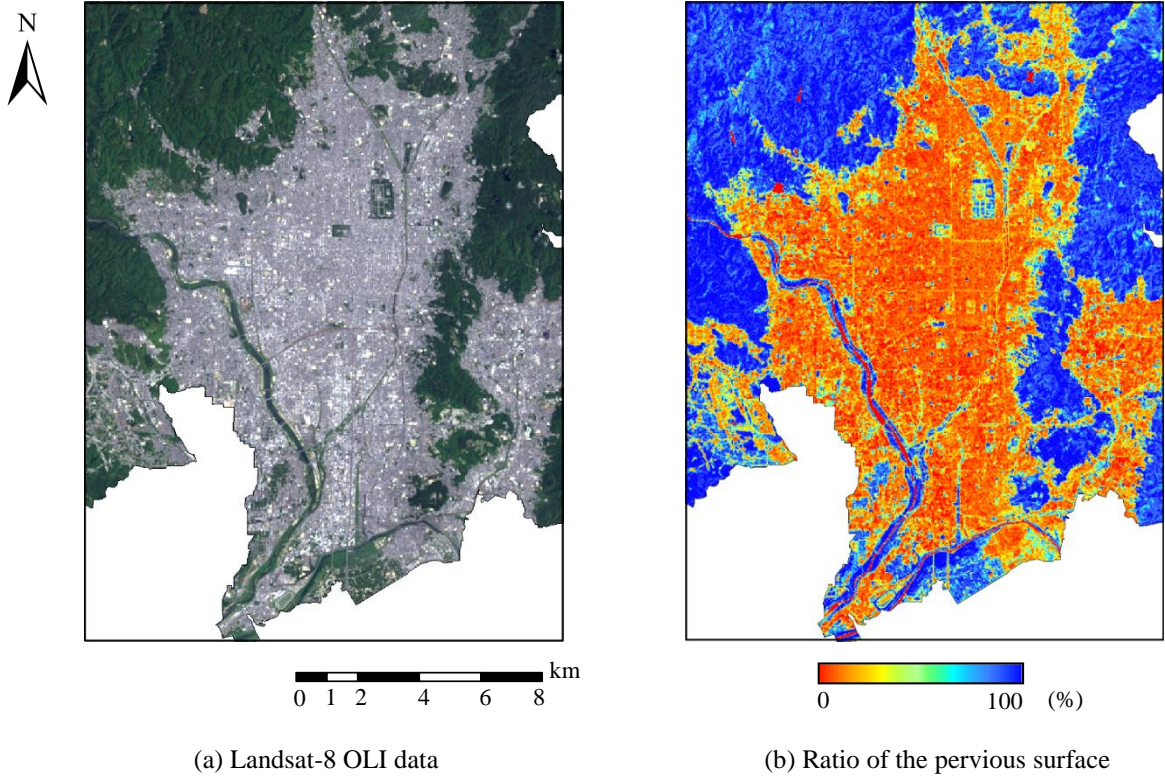 N
km
0 1 2 4 6 8
0 100 (%)
(a) Landsat-8 OLI data
(b) Ratio of the pervious surface